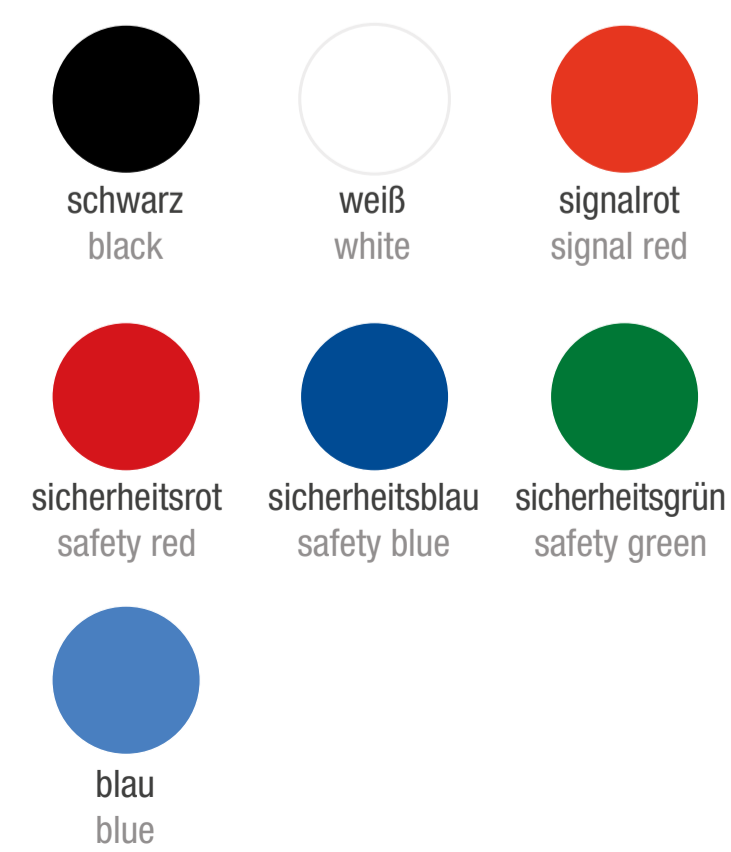 schwarz
black
weiß
white
signalrot
signal red
sicherheitsrot
safety red
sicherheitsblau
safety blue
sicherheitsgrün
safety green
blau
blue